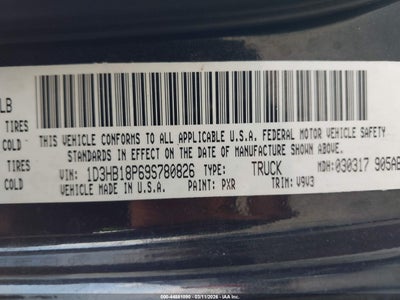 LB
TIRES
COLD
THIS VEHICLE CONFORMS TO ALL APPLICABLE U.S.A. FEDERAL MOTOR VEHICLE SAFETY
STANDARDS IN EFFECT ON THE DATE OF MANUFACTURE SHOWN ABOVE.
TIRES
COLD
VIN: 1D3HB18P69S780826 TYPE: TRUCK MDH: 030317 905AB
VEHICLE MADE IN U.S.A. PAINT: PXR TRIM: V9V3
000-44881090 - 03/11/2026 - IAA Inc.